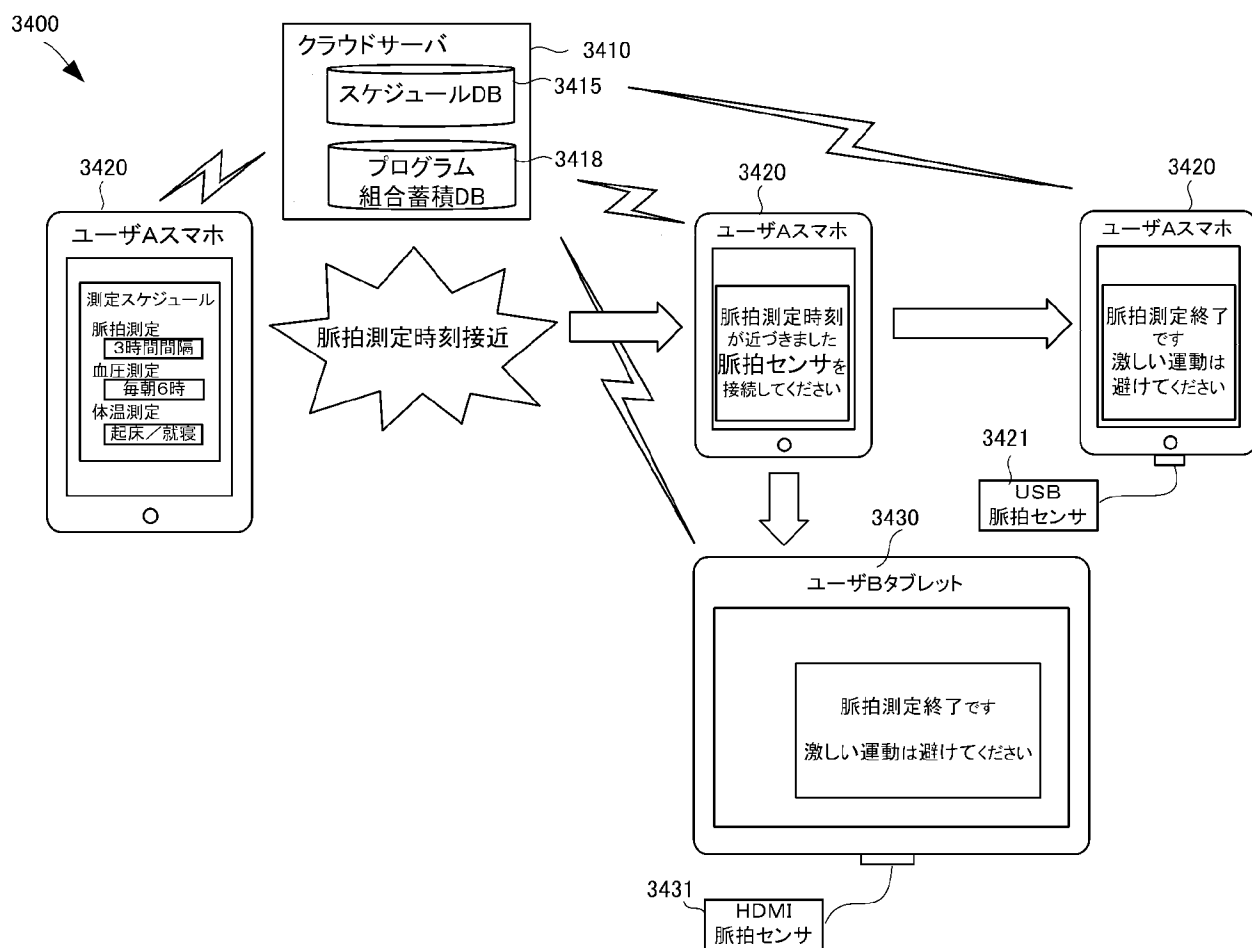 3400
クラウドサーバ
3410
スケジュールDB
3415
プログラム
組合蓄積DB
3418
3420
ユーザAスマホ
測定スケジュール
脈拍測定
3時間間隔
血圧測定
毎朝6時
体温測定
起床／就寝
脈拍測定時刻接近
3420
ユーザAスマホ
脈拍測定時刻
が近づきました
脈拍センサを
接続してください
3420
ユーザAスマホ
脈拍測定終了
です
激しい運動は
避けてください
3421
USB
脈拍センサ
3430
ユーザBタブレット
脈拍測定終了です
激しい運動は避けてください
3431
HDMI
脈拍センサ